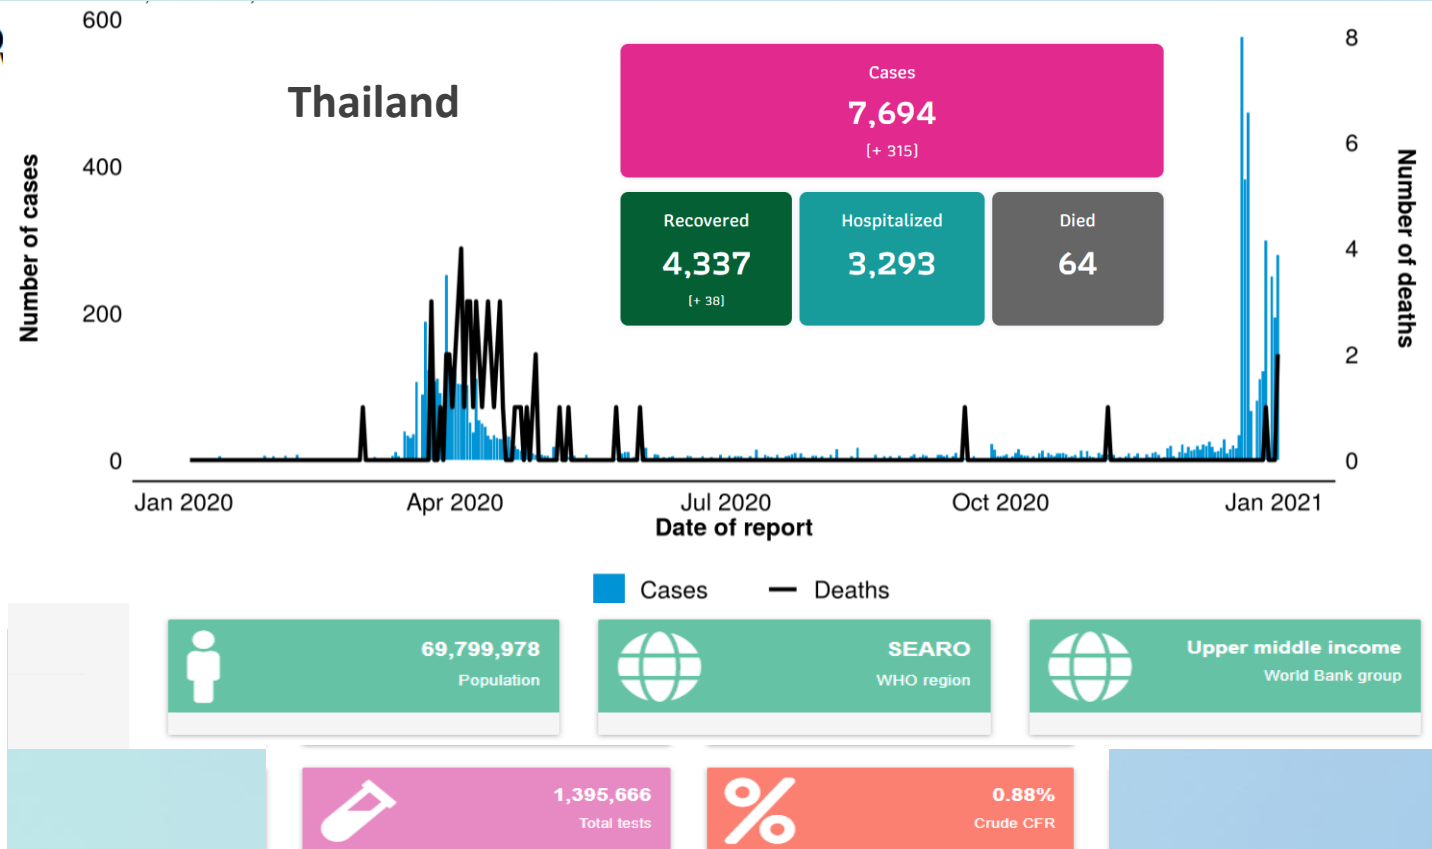 Thailand
600
400
200
0
Number of cases
8
6
4
2
0
Number of deaths
Cases
7,694
[+ 315]
Recovered
4,337
[+ 38]
Hospitalized
3,293
Died
64
Jan 2020
Apr 2020
Jul 2020
Oct 2020
Jan 2021
Date of report
Cases
Deaths
69,799,978
Population
SEARO
WHO region
Upper middle income
World Bank group
1,395,666
Total tests
0.88%
Crude CFR